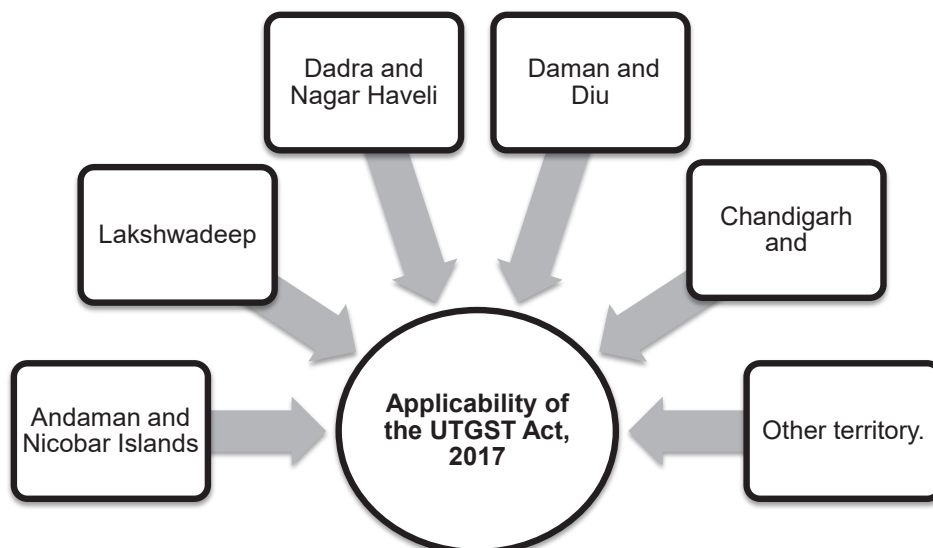 Dadra and
Nagar Haveli
Daman and
Diu
Lakshwadeep
Chandigarh
and
Andaman and
Nicobar Islands
Applicability of
the UTGST Act,
2017
Other territory.